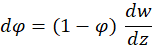 dφ = (1 − φ) dw/dz